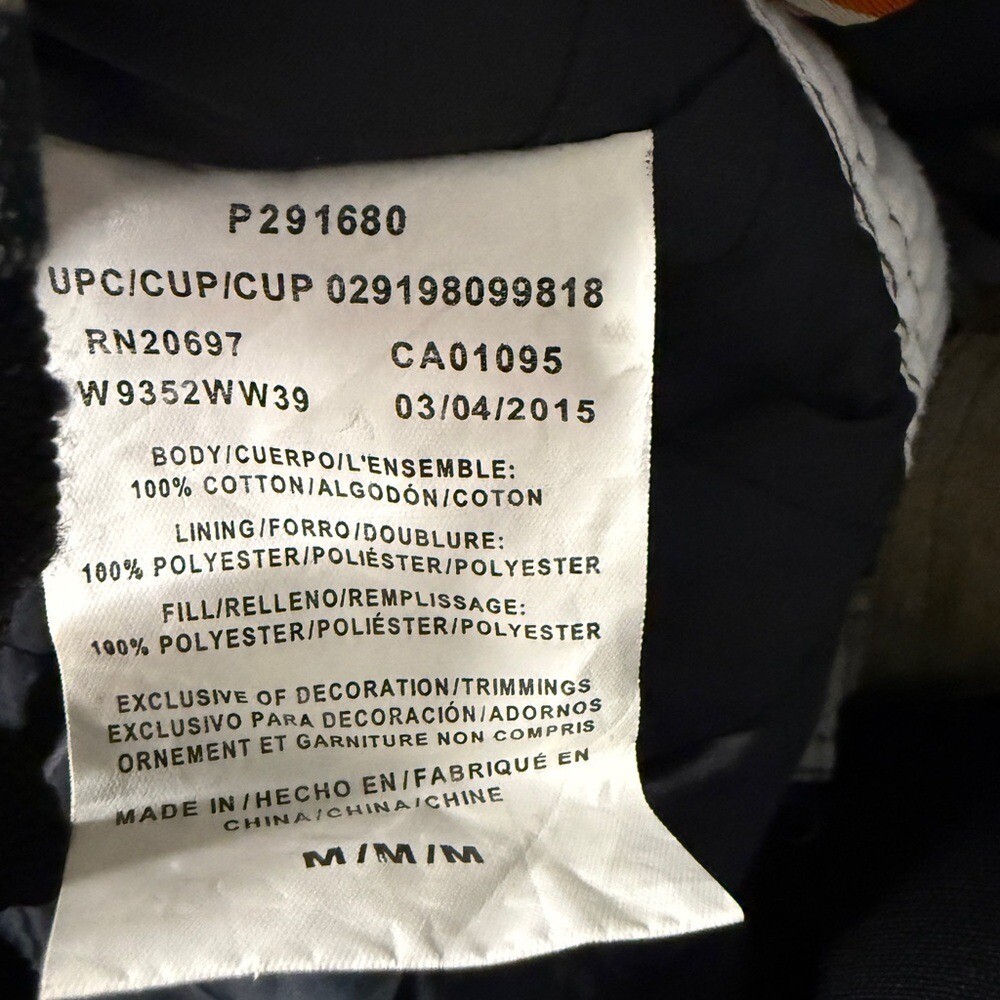 P291680
UPC/CUP/CUP 029198099818
RN20697 CA01095
W9352WW39 03/04/2015
BODY/CUERPO/L'ENSEMBLE:
100% COTTON/ALGODÓN/COTON
LINING/FORRO/DOUBLURE:
100% POLYESTER/POLIÉSTER/POLYESTER
FILL/RELLENO/REMPLISSAGE:
100% POLYESTER/POLIÉSTER/POLYESTER
EXCLUSIVE OF DECORATION/TRIMMINGS
EXCLUSIVO PARA DECORACIÓN/ADORNOS
ORNEMENT ET GARNITURE NON COMPRIS
MADE IN/HECHO EN/FABRIQUÉ EN
CHINA/CHINA/CHINE
M/M/M